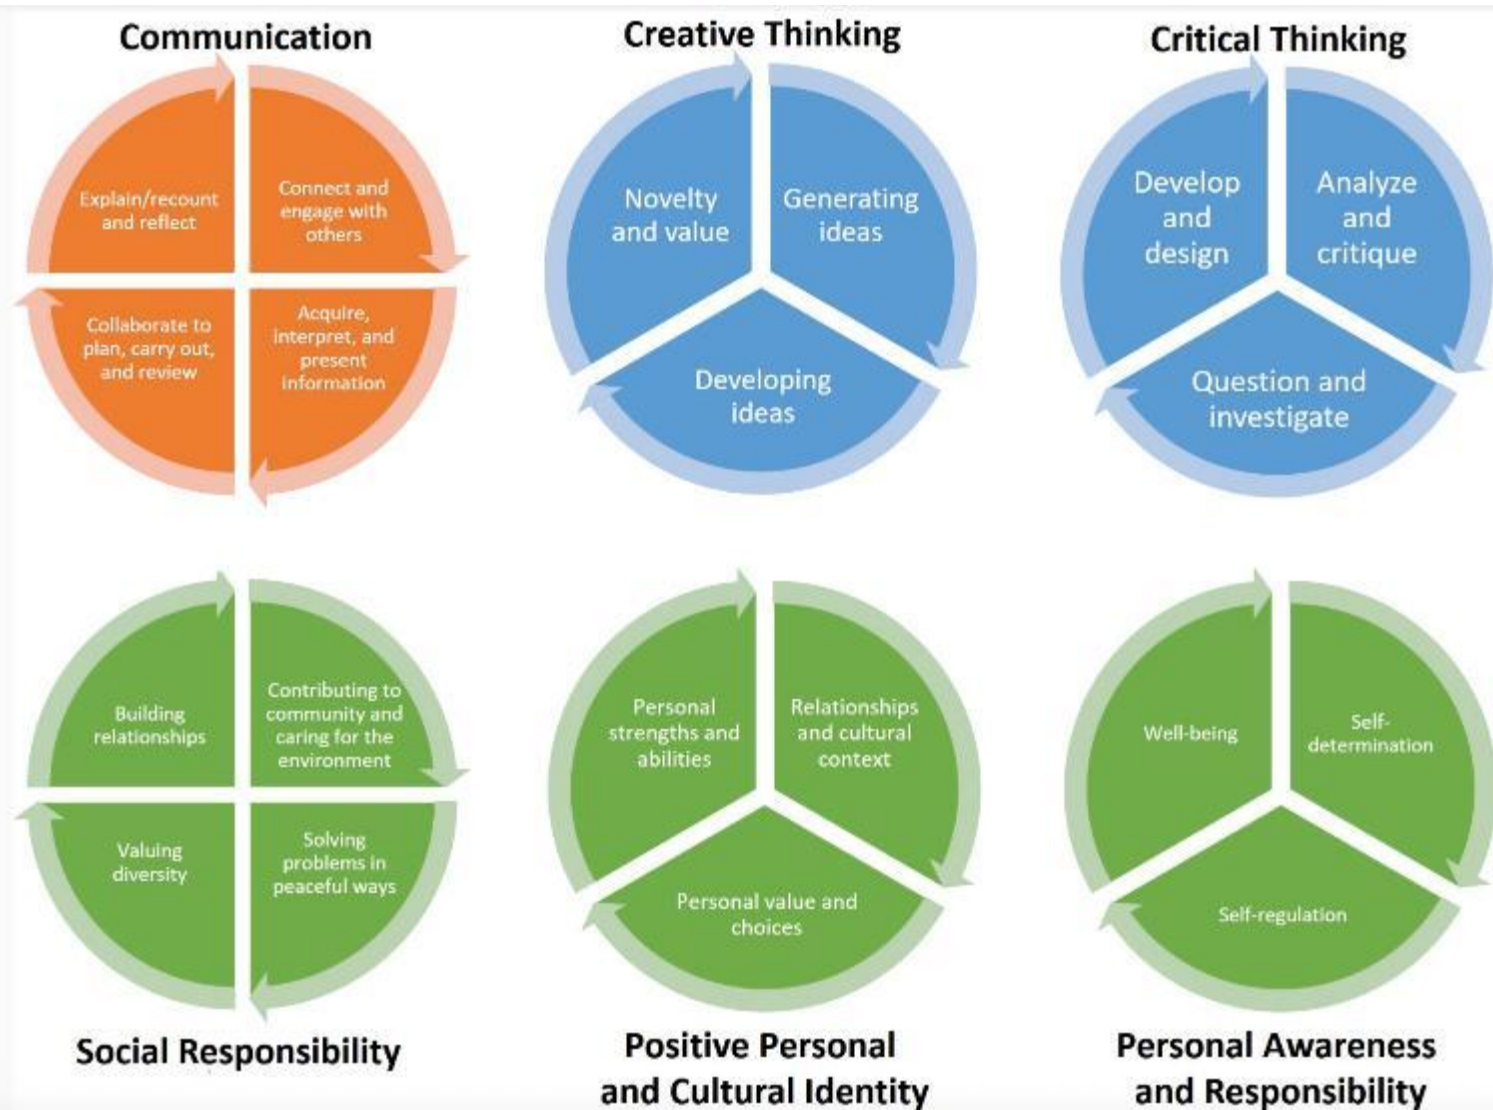 Communication
Explain/recount
and reflect
Connect and
engage with
others
Collaborate to
plan, carry out,
and review
Acquire,
interpret, and
present
information
Creative Thinking
Novelty
and value
Generating
ideas
Developing
ideas
Critical Thinking
Develop
and
design
Analyze
and
critique
Question and
investigate
Building
relationships
Contributing to
community and
caring for the
environment
Valuing
diversity
Solving
problems in
peaceful ways
Social Responsibility
Personal
strengths and
abilities
Relationships
and cultural
context
Personal value and
choices
Positive Personal
and Cultural Identity
Well-being
Self-
determination
Self-regulation
Personal Awareness
and Responsibility